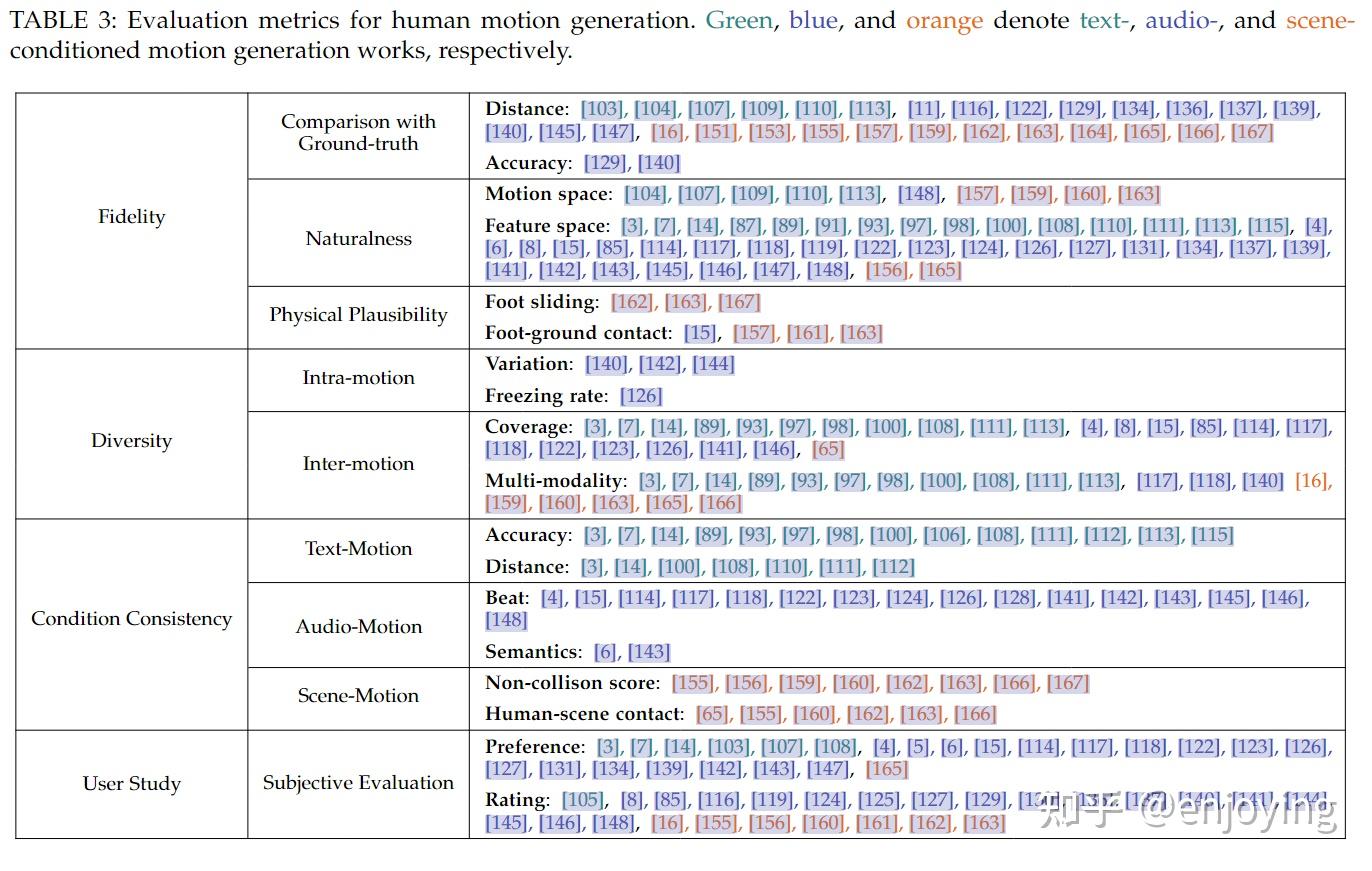 TABLE 3: Evaluation metrics for human motion generation. Green, blue, and orange denote text-, audio-, and scene-
conditioned motion generation works, respectively.
Fidelity
Comparison with
Ground-truth
Distance: [103], [104], [107], [109], [110], [113], [11], [116], [122], [129], [134], [136], [137], [139],
[140], [145], [147], [16], [151], [153], [155], [157], [159], [162], [163], [164], [165], [166], [167]
Accuracy: [129], [140]
Naturalness
Motion space: [104], [107], [109], [110], [113], [148], [157], [159], [160], [163]
Feature space: [3], [7], [14], [87], [89], [91], [93], [97], [98], [100], [108], [110], [111], [113], [115], [4],
[6], [8], [15], [85], [114], [117], [118], [119], [122], [123], [124], [126], [127], [131], [134], [137], [139],
[141], [142], [143], [145], [146], [147], [148], [156], [165]
Physical Plausibility
Foot sliding: [162], [163], [167]
Foot-ground contact: [15], [157], [161], [163]
Diversity
Intra-motion
Variation: [140], [142], [144]
Freezing rate: [126]
Inter-motion
Coverage: [3], [7], [14], [89], [93], [97], [98], [100], [108], [111], [113], [4], [8], [15], [85], [114], [117],
[118], [122], [123], [126], [141], [146], [65]
Multi-modality: [3], [7], [14], [89], [93], [97], [98], [100], [108], [111], [113], [117], [118], [140] [16],
[159], [160], [163], [165], [166]
Condition Consistency
Text-Motion
Accuracy: [3], [7], [14], [89], [93], [97], [98], [100], [106], [108], [111], [112], [113], [115]
Distance: [3], [14], [100], [108], [110], [111], [112]
Audio-Motion
Beat: [4], [15], [114], [117], [118], [122], [123], [124], [126], [128], [141], [142], [143], [145], [146],
[148]
Semantics: [6], [143]
Scene-Motion
Non-collison score: [155], [156], [159], [160], [162], [163], [166], [167]
Human-scene contact: [65], [155], [160], [162], [163], [166]
User Study
Subjective Evaluation
Preference: [3], [7], [14], [103], [107], [108], [4], [5], [6], [15], [114], [117], [118], [122], [123], [126],
[127], [131], [134], [139], [142], [143], [147], [165]
Rating: [105], [8], [85], [116], [119], [124], [125], [127], [129], [137], [140], [141], [144],
[145], [146], [148], [16], [155], [156], [160], [161], [162], [163]
知乎 @enjoying